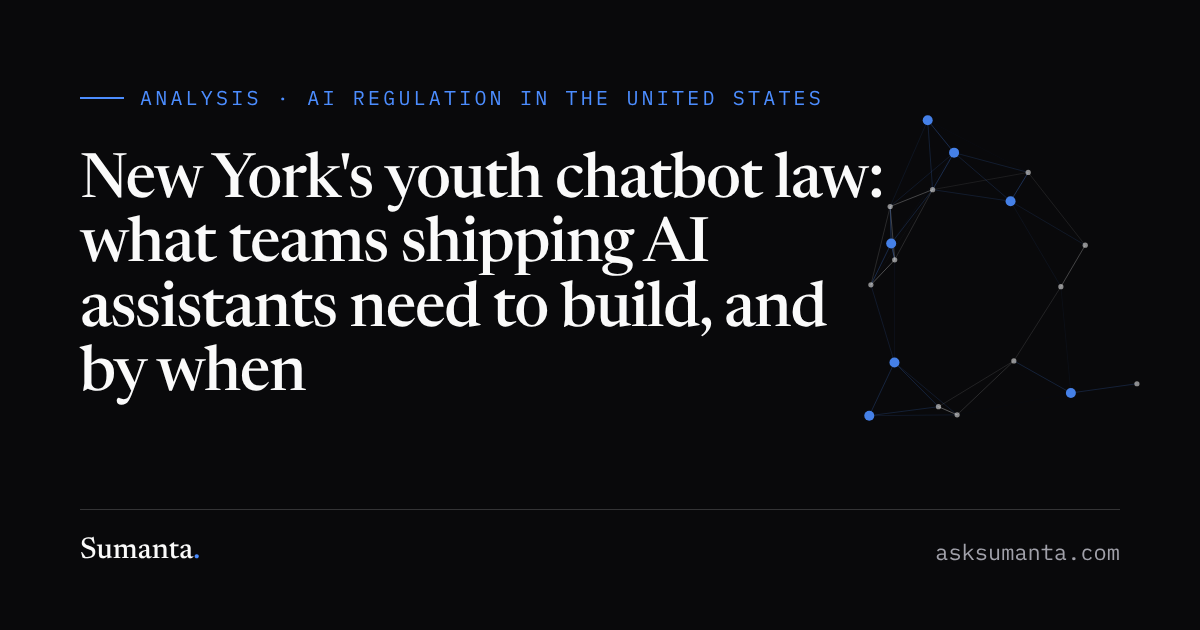 ANALYSIS · AI REGULATION IN THE UNITED STATES
New York's youth chatbot law:
what teams shipping AI
assistants need to build, and
by when
Sumanta.
asksumanta.com